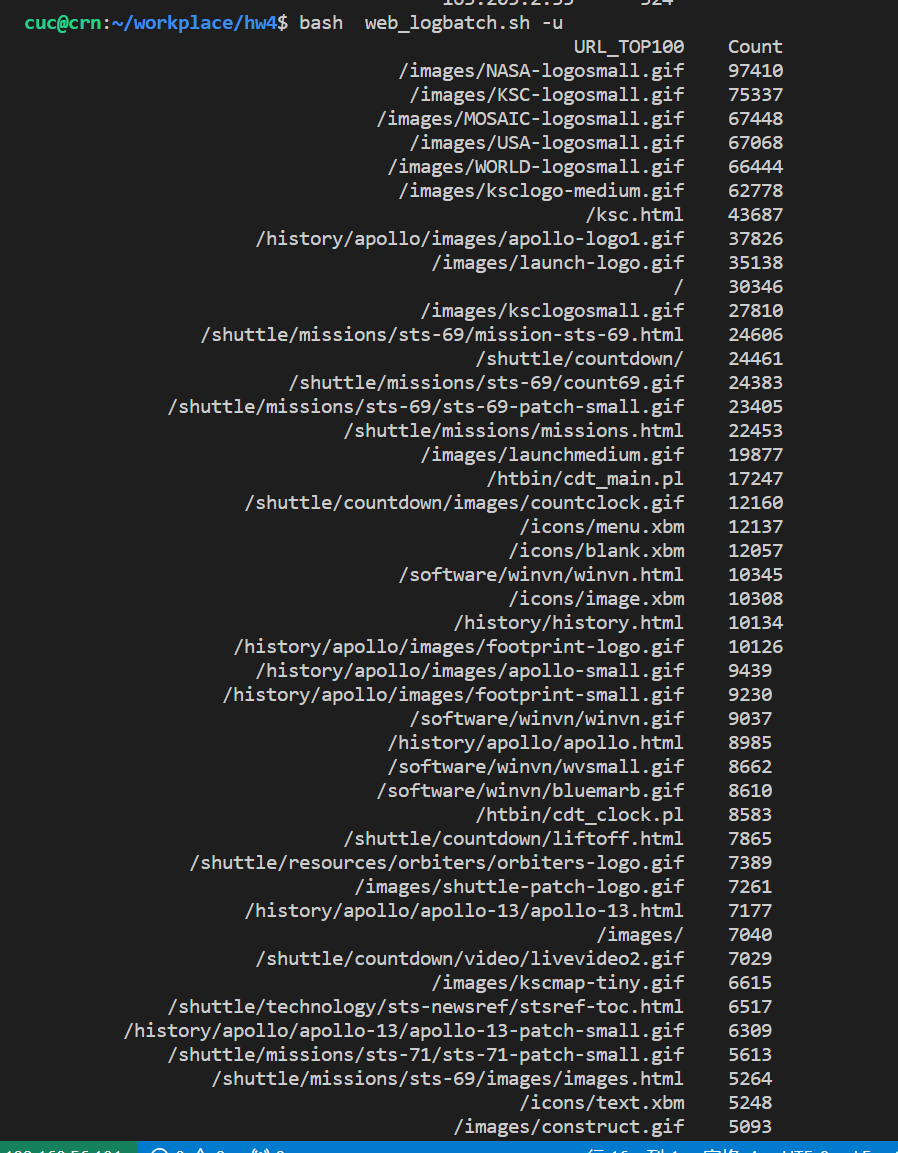 cuc@crn:~/workplace/hw4$ bash  web_logbatch.sh -u
URL_TOP100 Count
/images/NASA-logosmall.gif 97410
/images/KSC-logosmall.gif 75337
/images/MOSAIC-logosmall.gif 67448
/images/USA-logosmall.gif 67068
/images/WORLD-logosmall.gif 66444
/images/ksclogo-medium.gif 62778
/ksc.html 43687
/history/apollo/images/apollo-logo1.gif 37826
/images/launch-logo.gif 35138
/ 30346
/images/ksclogosmall.gif 27810
/shuttle/missions/sts-69/mission-sts-69.html 24606
/shuttle/countdown/ 24461
/shuttle/missions/sts-69/count69.gif 24383
/shuttle/missions/sts-69/sts-69-patch-small.gif 23405
/shuttle/missions/missions.html 22453
/images/launchmedium.gif 19877
/htbin/cdt_main.pl 17247
/shuttle/countdown/images/countclock.gif 12160
/icons/menu.xbm 12137
/icons/blank.xbm 12057
/software/winvn/winvn.html 10345
/icons/image.xbm 10308
/history/history.html 10134
/history/apollo/images/footprint-logo.gif 10126
/history/apollo/images/apollo-small.gif 9439
/history/apollo/images/footprint-small.gif 9230
/software/winvn/winvn.gif 9037
/history/apollo/apollo.html 8985
/software/winvn/wvsmall.gif 8662
/software/winvn/bluemarb.gif 8610
/htbin/cdt_clock.pl 8583
/shuttle/countdown/liftoff.html 7865
/shuttle/resources/orbiters/orbiters-logo.gif 7389
/images/shuttle-patch-logo.gif 7261
/history/apollo/apollo-13/apollo-13.html 7177
/images/ 7040
/shuttle/countdown/video/livevideo2.gif 7029
/images/kscmap-tiny.gif 6615
/shuttle/technology/sts-newsref/stsref-toc.html 6517
/history/apollo/apollo-13/apollo-13-patch-small.gif 6309
/shuttle/missions/sts-71/sts-71-patch-small.gif 5613
/shuttle/missions/sts-69/images/images.html 5264
/icons/text.xbm 5248
/images/construct.gif 5093